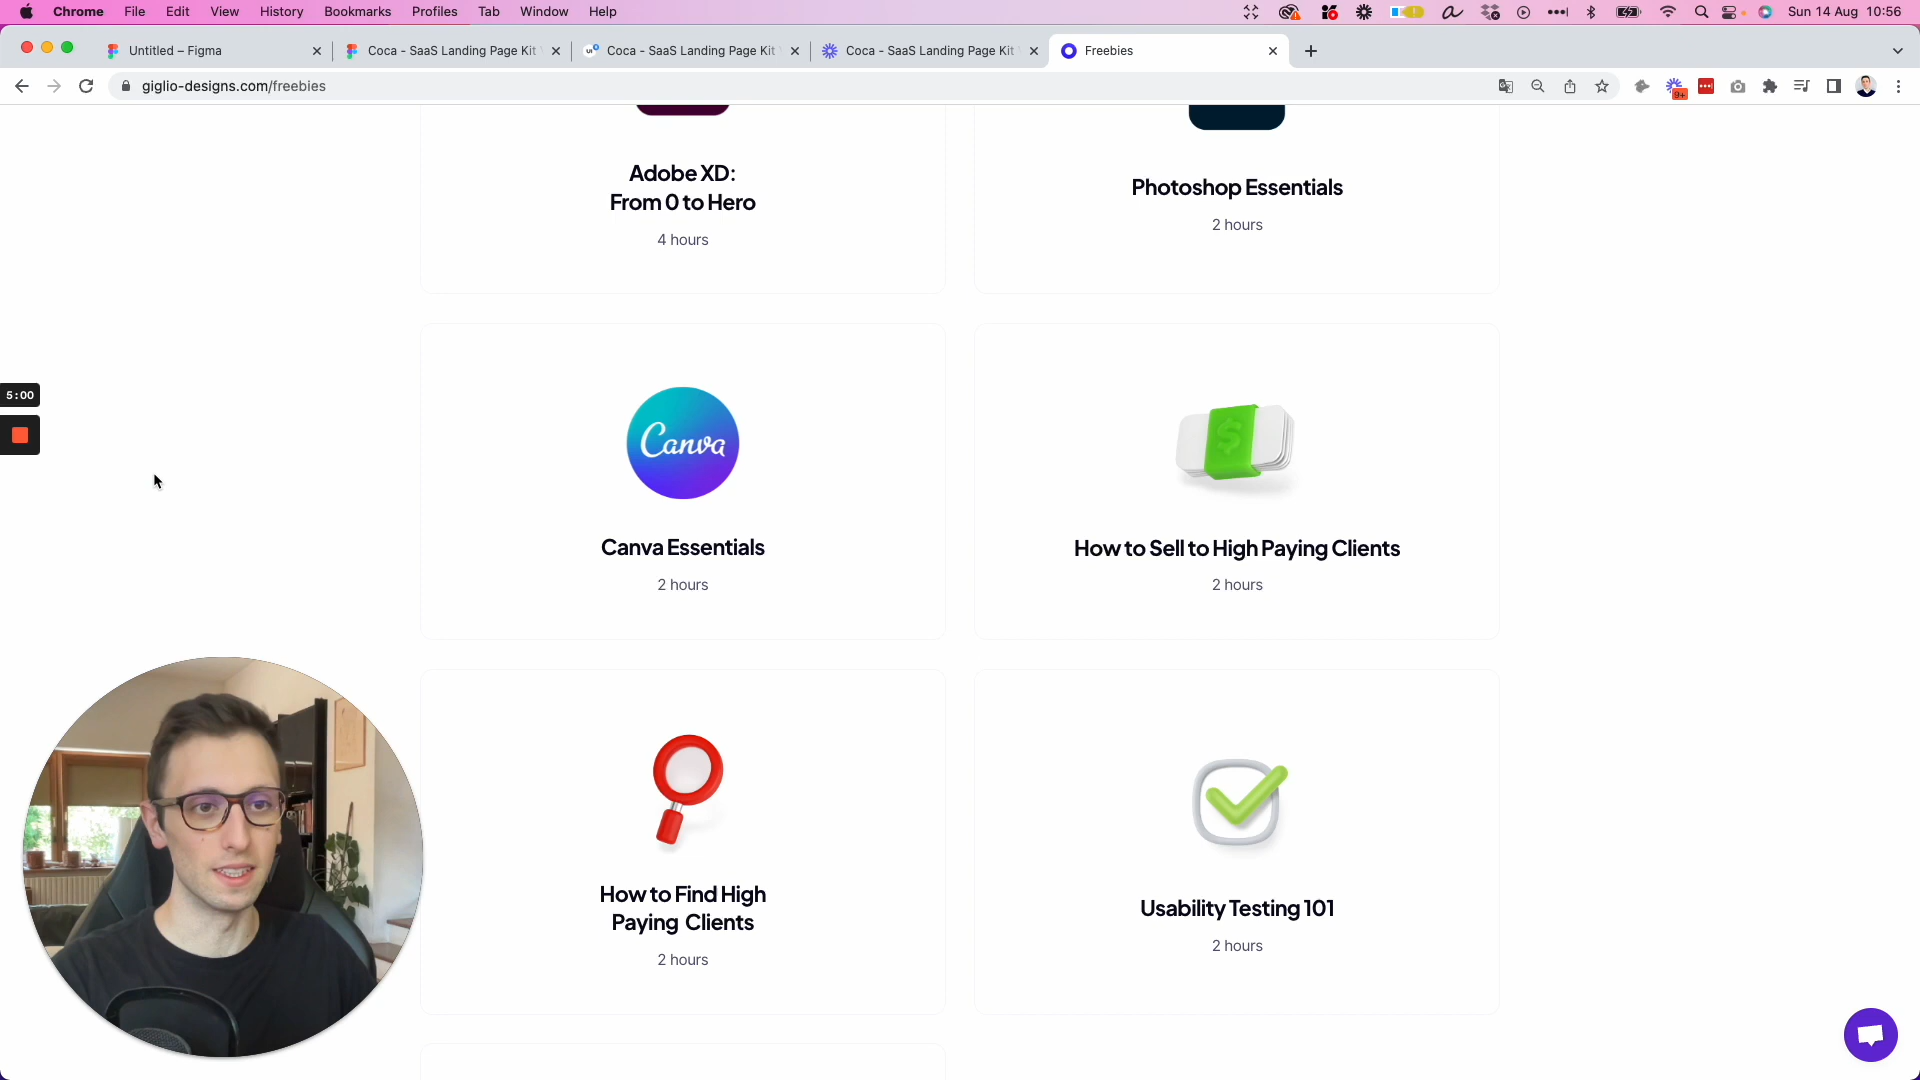 Chrome File Edit View History Bookmarks Profiles Tab Window Help Sun 14 Aug 10:56
Untitled – Figma
Coca - SaaS Landing Page Kit
Coca - SaaS Landing Page Kit
Coca - SaaS Landing Page Kit
Freebies
giglio-designs.com/freebies
9+
Adobe XD:
From 0 to Hero
4 hours
Photoshop Essentials
2 hours
5:00
Canva
Canva Essentials
2 hours
How to Sell to High Paying Clients
2 hours
How to Find High
Paying Clients
2 hours
Usability Testing 101
2 hours